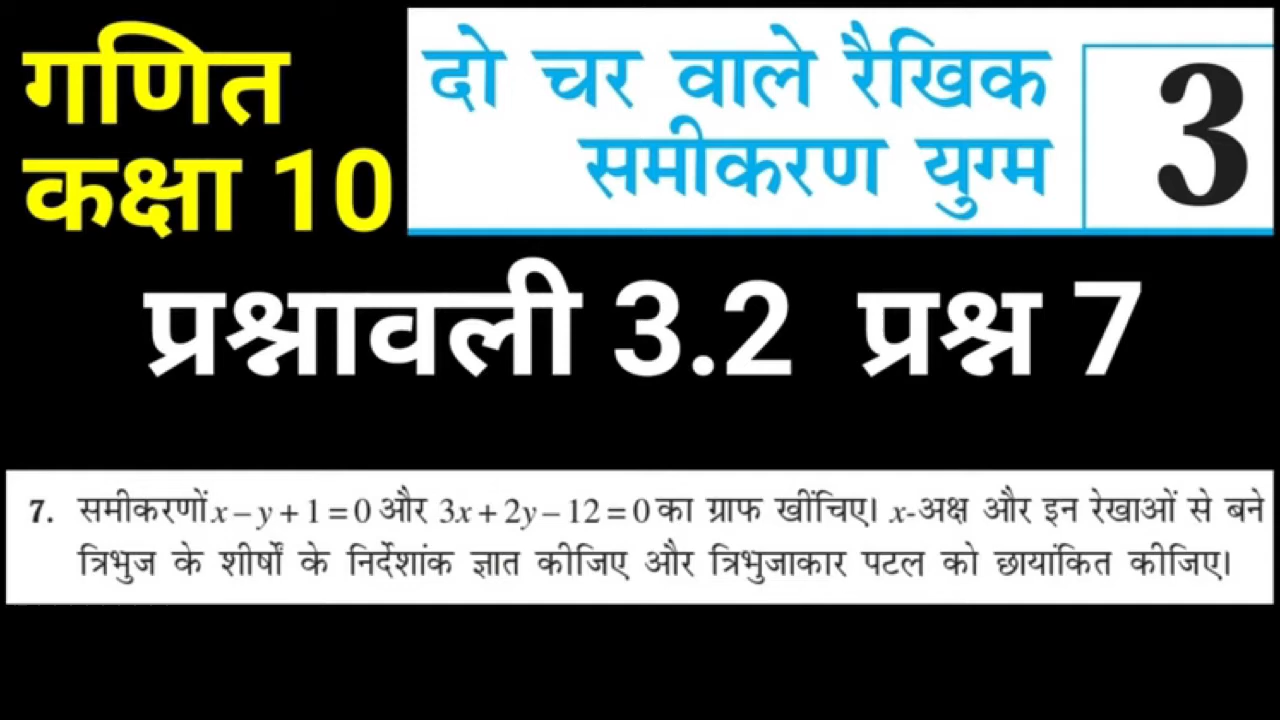 गणित
कक्षा 10
दो चर वाले रैखिक
समीकरण युग्म
3
प्रश्नावली 3.2 प्रश्न 7
7. समीकरणों x – y + 1 = 0 और 3x + 2y – 12 = 0 का ग्राफ खींचिए। x-अक्ष और इन रेखाओं से बने
त्रिभुज के शीर्षों के निर्देशांक ज्ञात कीजिए और त्रिभुजाकार पटल को छायांकित कीजिए।